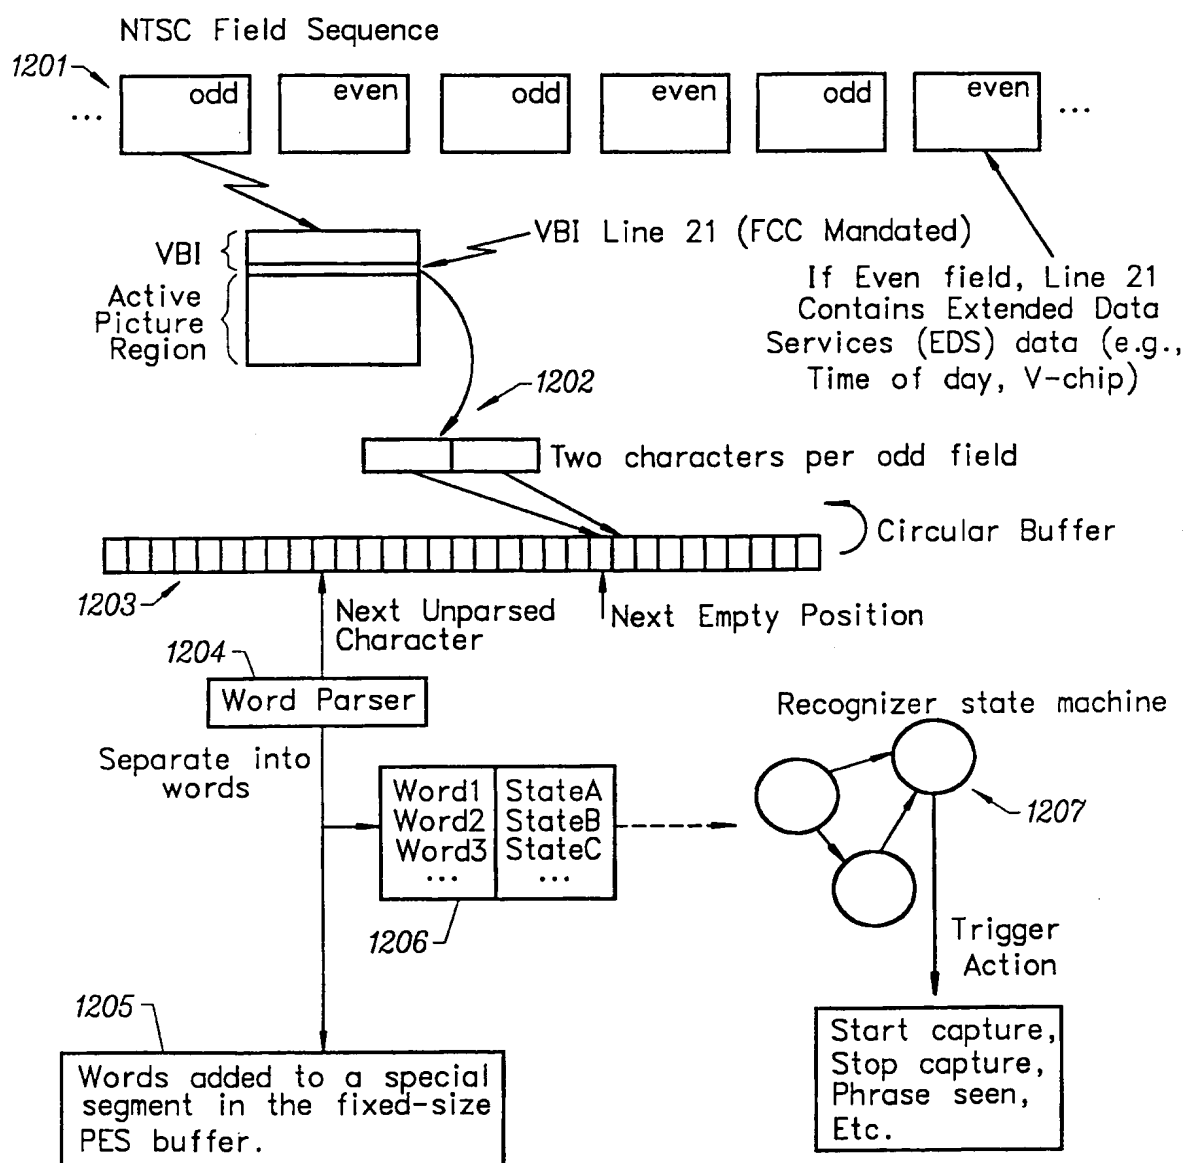 NTSC Field Sequence
1201
... odd even odd even odd even ...
VBI
VBI Line 21 (FCC Mandated)
Active
Picture
Region
If Even field, Line 21
Contains Extended Data
Services (EDS) data (e.g.,
Time of day, V-chip)
1202
Two characters per odd field
Circular Buffer
1203
Next Unparsed
Character
Next Empty Position
1204
Word Parser
Separate into
words
Recognizer state machine
Word1 StateA
Word2 StateB
Word3 StateC
... ...
1207
1206
Trigger
Action
1205
Words added to a special
segment in the fixed-size
PES buffer.
Start capture,
Stop capture,
Phrase seen,
Etc.